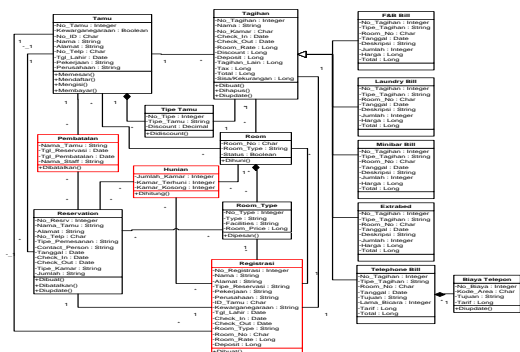 Tamu
-No_Tamu : Integer
-Kewarganegaraan : Boolean
-No_ID : Char
-Nama : String
-Alamat : String
-No_Telp : Char
-Tgl_Lahir : Date
-Pekerjaan : String
-Perusahaan : String
+Memesan()
+Mendaftar()
+Mengisi()
+Membayar()
Tagihan
-No_Tagihan : Integer
-Nama : String
-No_Kamar : Char
-Check_In : Date
-Check_Out : Date
-Room_Rate : Long
-Discount : Long
-Deposit : Long
-Tagihan_Lain : Long
-Tax : Long
-Total : Long
-Sisa/Kekurangan : Long
+Dibuat()
+Dihapus()
+Diupdate()
F&B Bill
-No_Tagihan : Integer
-Tipe_Tagihan : String
-Room_No : Char
-Tanggal : Date
-Deskripsi : String
-Jumlah : Integer
-Harga : Long
-Total : Long
Laundry Bill
-No_Tagihan : Integer
-Tipe_Tagihan : String
-Room_No : Char
-Tanggal : Date
-Deskripsi : String
-Jumlah : Integer
-Harga : Long
-Total : Long
Tipe Tamu
-No_Tipe : Integer
-Tipe_Tamu : String
-Discount : Decimal
+Didiscount()
Pembatalan
-Nama_Tamu : String
-Tgl_Reservasi : Date
-Tgl_Pembatalan : Date
-Nama_Staff : String
+Dibatalkan()
Room
-Room_No : Char
-Room_Type : String
-Status : Boolean
+Dihuni()
Minibar Bill
-No_Tagihan : Integer
-Tipe_Tagihan : String
-Room_No : Char
-Tanggal : Date
-Deskripsi : String
-Jumlah : Integer
-Harga : Long
-Total : Long
Hunian
-Jumlah_Kamar : Integer
-Kamar_Terhuni : Integer
-Kamar_Kosong : Integer
+Dihitung()
Reservation
-No_Resrv : Integer
-Nama_Tamu : String
-Alamat : String
-No_Telp : Char
-Tipe_Pemesanan : String
-Contact_Person : String
-Tanggal : Date
-Check_In : Date
-Check_Out : Date
-Tipe_Kamar : String
-Jumlah : String
+Dibuat()
+Dibatalkan()
+Diupdate()
Room_Type
-No_Type : Integer
-Type : String
-Facilities : String
-Room_Price : Long
+Dipesan()
Extrabed
-No_Tagihan : Integer
-Tipe_Tagihan : String
-Room_No : Char
-Tanggal : Date
-Deskripsi : String
-Jumlah : Integer
-Harga : Long
-Total : Long
Registrasi
-No_Registrasi : Integer
-Nama : String
-Alamat : String
-Tipe_Reservasi : String
-Pekerjaan : String
-Perusahaan : String
-ID_Tamu : Char
-Kewarganegaraan : String
-Tgl_Lahir : Date
-Check_In : Date
-Check_Out : Date
-Room_Type : String
-Room_No : Char
-Room_Rate : Long
-Deposit : Long
+Dibuat()
Telephone Bill
-No_Tagihan : Integer
-Tipe_Tagihan : String
-Room_No : Char
-Tanggal : Date
-Tujuan : String
-Lama_Bicara : Integer
-Tarif : Long
-Total : Long
Biaya Telepon
-No_Biaya : Integer
-Kode_Area : Char
-Tujuan : String
-Tarif : Long
+Diupdate()